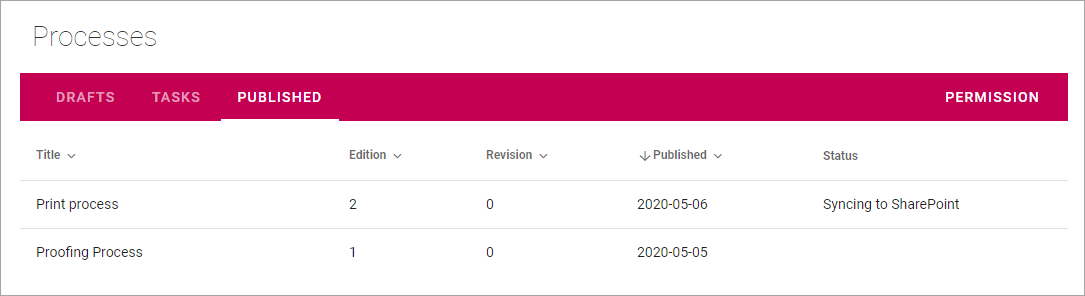 Processes
DRAFTS TASKS PUBLISHED PERMISSION
Title Edition Revision Published Status
Print process 2 0 2020-05-06 Syncing to SharePoint
Proofing Process 1 0 2020-05-05